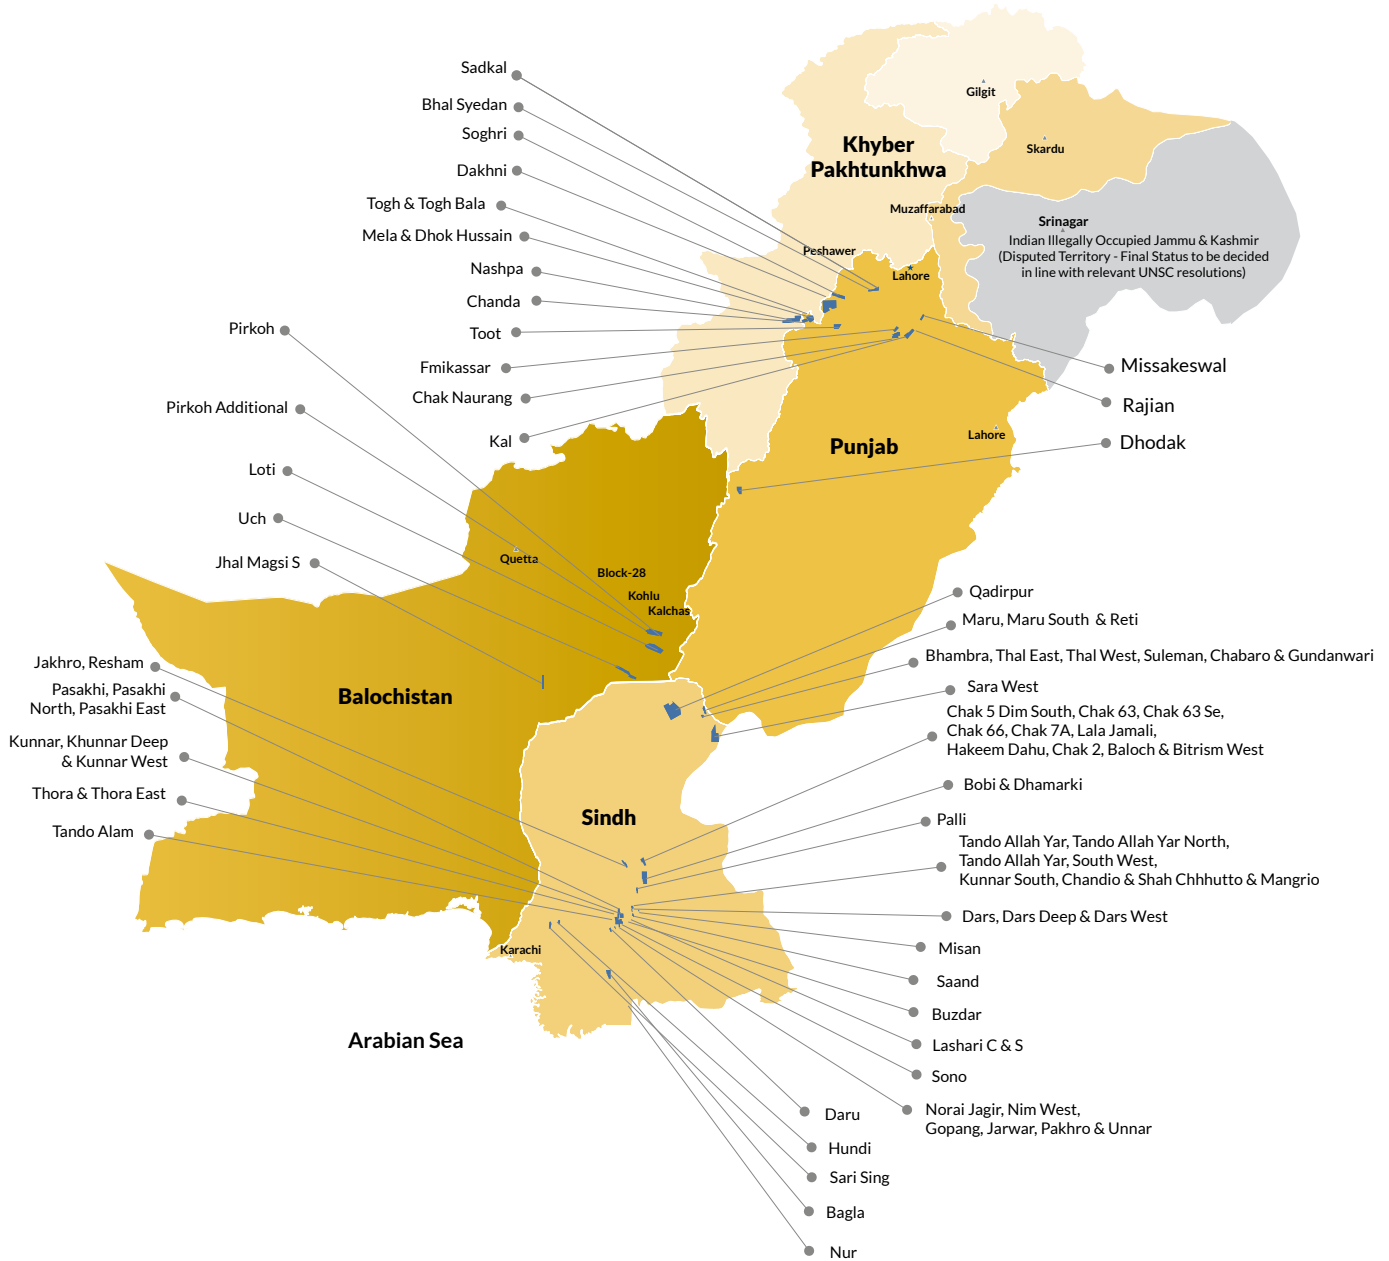 Sadkal
Bhal Syedan
Soghri
Dakhni
Togh & Togh Bala
Mela & Dhok Hussain
Nashpa
Chanda
Toot
Fmikassar
Chak Naurang
Kal
Pirkoh
Pirkoh Additional
Loti
Uch
Jhal Magsi S
Jakhro, Resham
Pasakhi, Pasakhi
North, Pasakhi East
Kunnar, Khunnar Deep
& Kunnar West
Thora & Thora East
Tando Alam
Gilgit
Khyber
Pakhtunkhwa
Skardu
Muzaffarabad
Srinagar
Indian Illegally Occupied Jammu & Kashmir
(Disputed Territory - Final Status to be decided
in line with relevant UNSC resolutions)
Peshawer
Lahore
Punjab
Lahore
Quetta
Block-28
Kohlu
Kalchas
Balochistan
Sindh
Karachi
Arabian Sea
Missakeswal
Rajian
Dhodak
Qadirpur
Maru, Maru South & Reti
Bhambra, Thal East, Thal West, Suleman, Chabaro & Gundanwari
Sara West
Chak 5 Dim South, Chak 63, Chak 63 Se,
Chak 66, Chak 7A, Lala Jamali,
Hakeem Dahu, Chak 2, Baloch & Bitrism West
Bobi & Dhamarki
Palli
Tando Allah Yar, Tando Allah Yar North,
Tando Allah Yar, South West,
Kunnar South, Chandio & Shah Chhhutto & Mangrio
Dars, Dars Deep & Dars West
Misan
Saand
Buzdar
Lashari C & S
Sono
Norai Jagir, Nim West,
Gopang, Jarwar, Pakhro & Unnar
Daru
Hundi
Sari Sing
Bagla
Nur